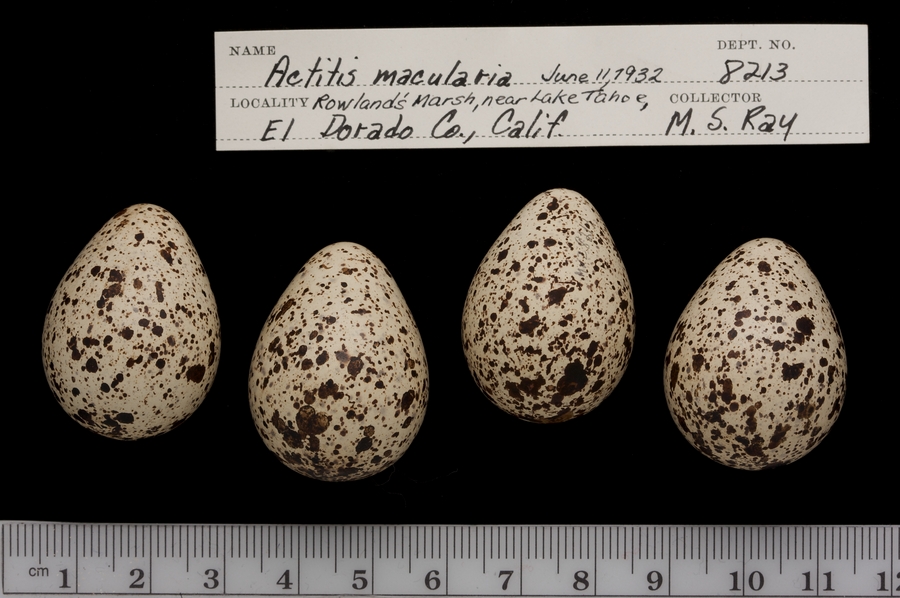 NAME DEPT. NO.
Actitis macularia June 11, 1932 8213
LOCALITY Rowland's Marsh, near Lake Tahoe, COLLECTOR
El Dorado Co., Calif. M. S. Ray
cm 1 2 3 4 5 6 7 8 9 10 11 12